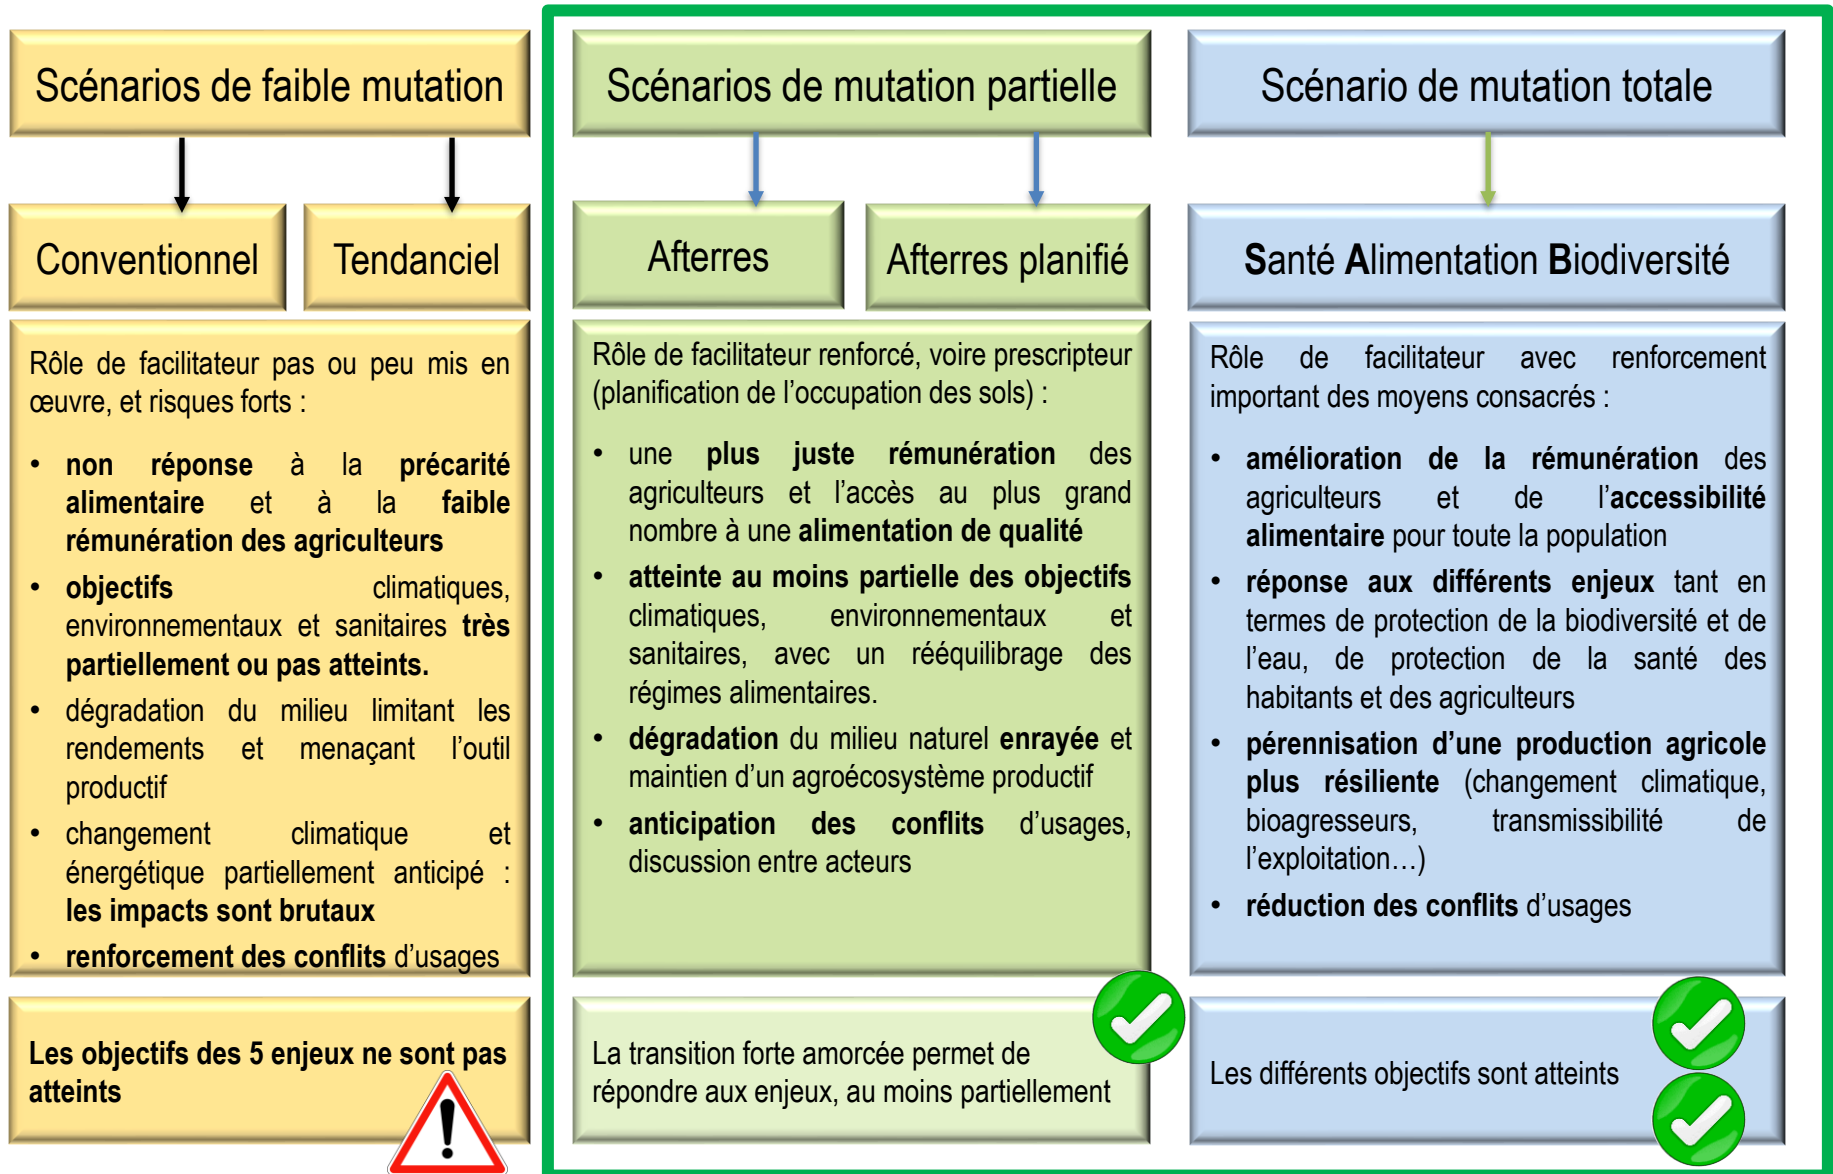 Scénarios de faible mutation
Conventionnel
Tendanciel
Rôle de facilitateur pas ou peu mis en
œuvre, et risques forts :
• non réponse à la précarité
alimentaire et à la faible
rémunération des agriculteurs
• objectifs climatiques,
environnementaux et sanitaires très
partiellement ou pas atteints.
• dégradation du milieu limitant les
rendements et menaçant l’outil
productif
• changement climatique et
énergétique partiellement anticipé :
les impacts sont brutaux
• renforcement des conflits d’usages
Les objectifs des 5 enjeux ne sont pas
atteints
Scénarios de mutation partielle
Afterres
Afterres planifié
Rôle de facilitateur renforcé, voire prescripteur
(planification de l’occupation des sols) :
• une plus juste rémunération des
agriculteurs et l’accès au plus grand
nombre à une alimentation de qualité
• atteinte au moins partielle des objectifs
climatiques, environnementaux et
sanitaires, avec un rééquilibrage des
régimes alimentaires.
• dégradation du milieu naturel enrayée et
maintien d’un agroécosystème productif
• anticipation des conflits d’usages,
discussion entre acteurs
La transition forte amorcée permet de
répondre aux enjeux, au moins partiellement
Scénario de mutation totale
Santé Alimentation Biodiversité
Rôle de facilitateur avec renforcement
important des moyens consacrés :
• amélioration de la rémunération des
agriculteurs et de l’accessibilité
alimentaire pour toute la population
• réponse aux différents enjeux tant en
termes de protection de la biodiversité et de
l’eau, de protection de la santé des
habitants et des agriculteurs
• pérennisation d’une production agricole
plus résiliente (changement climatique,
bioagresseurs, transmissibilité de
l’exploitation…)
• réduction des conflits d’usages
Les différents objectifs sont atteints